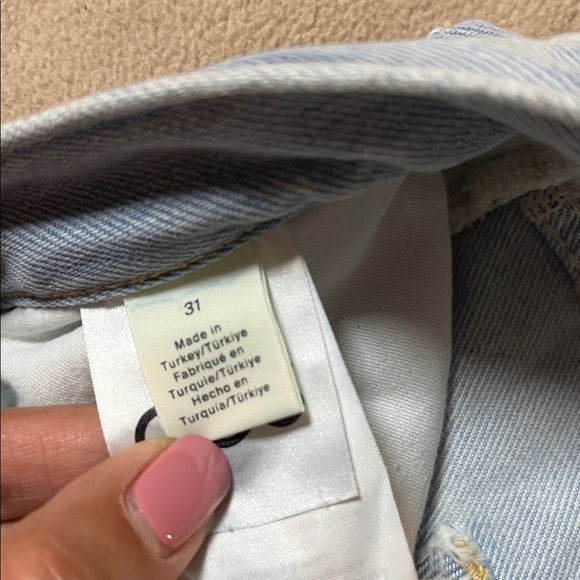 31
Made in
Turkey/Türkiye
Fabriqué en
Turquie/Türkiye
Hecho en
Turquía/Türkiye